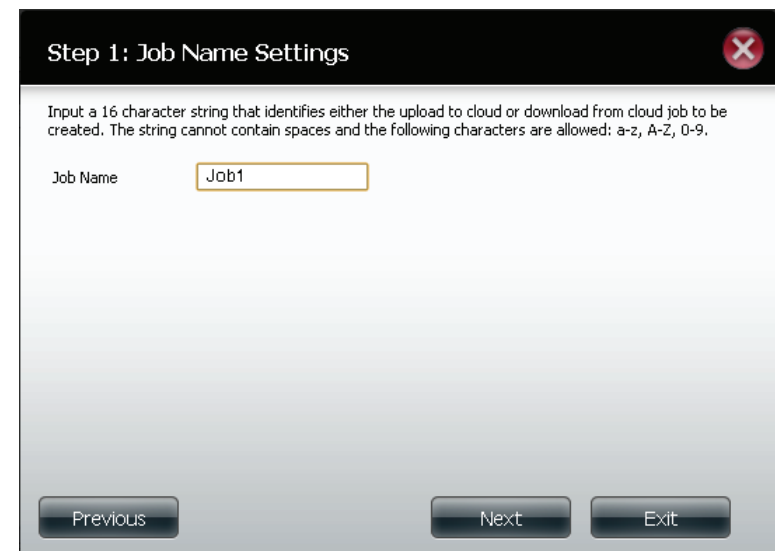 Step 1: Job Name Settings
Input a 16 character string that identifies either the upload to cloud or download from cloud job to be
created. The string cannot contain spaces and the following characters are allowed: a-z, A-Z, 0-9.
Job Name Job1
Previous Next Exit